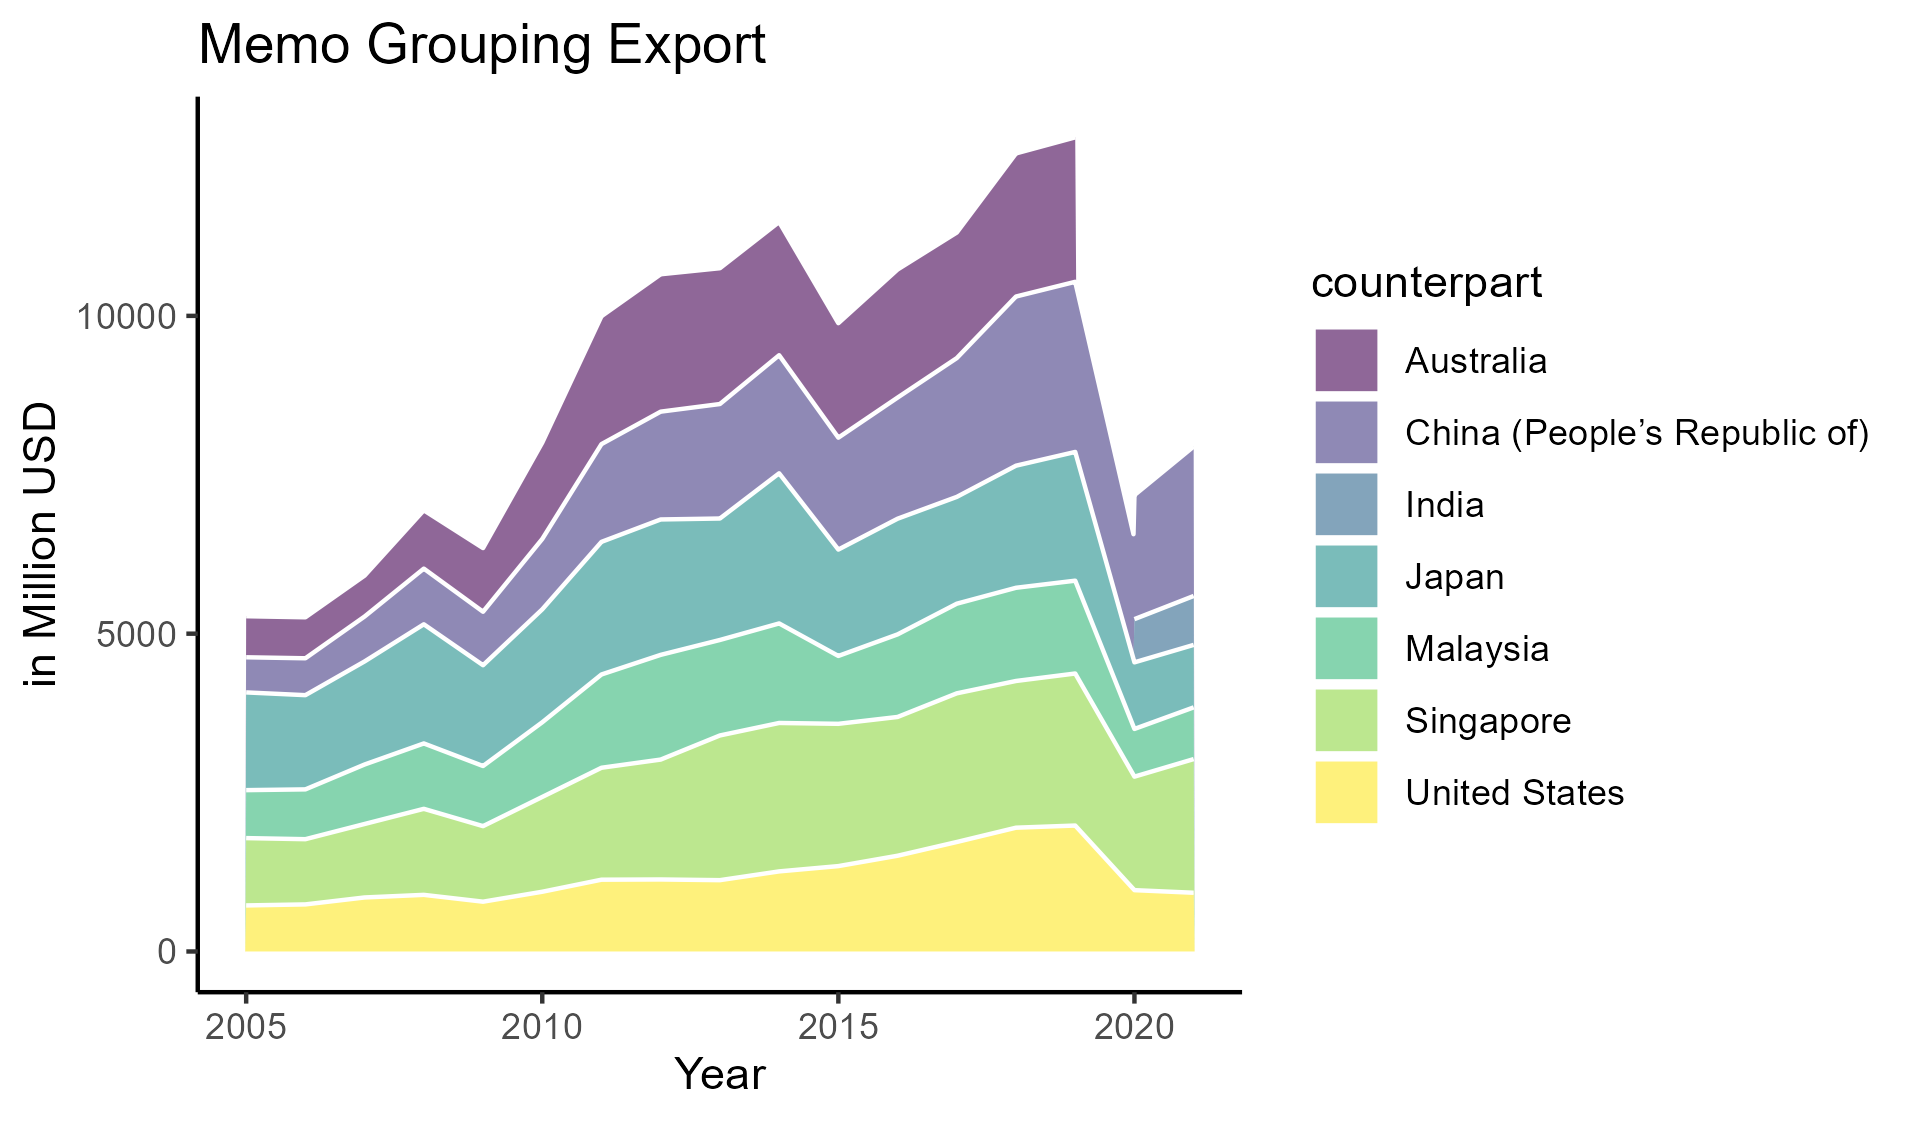 Memo Grouping Export
in Million USD
10000
5000
0
2005
2010
2015
2020
Year
counterpart
Australia
China (People’s Republic of)
India
Japan
Malaysia
Singapore
United States